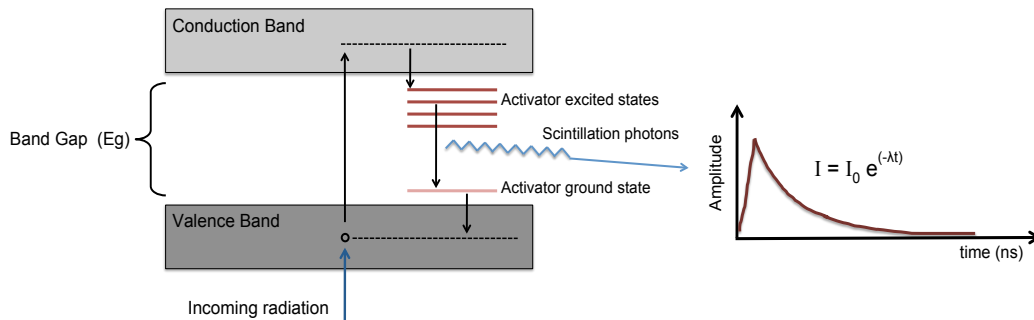 Conduction Band
Activator excited states
Band Gap (Eg)
Scintillation photons
Activator ground state
Valence Band
Incoming radiation
Amplitude
I = I₀ e^(-λt)
time (ns)